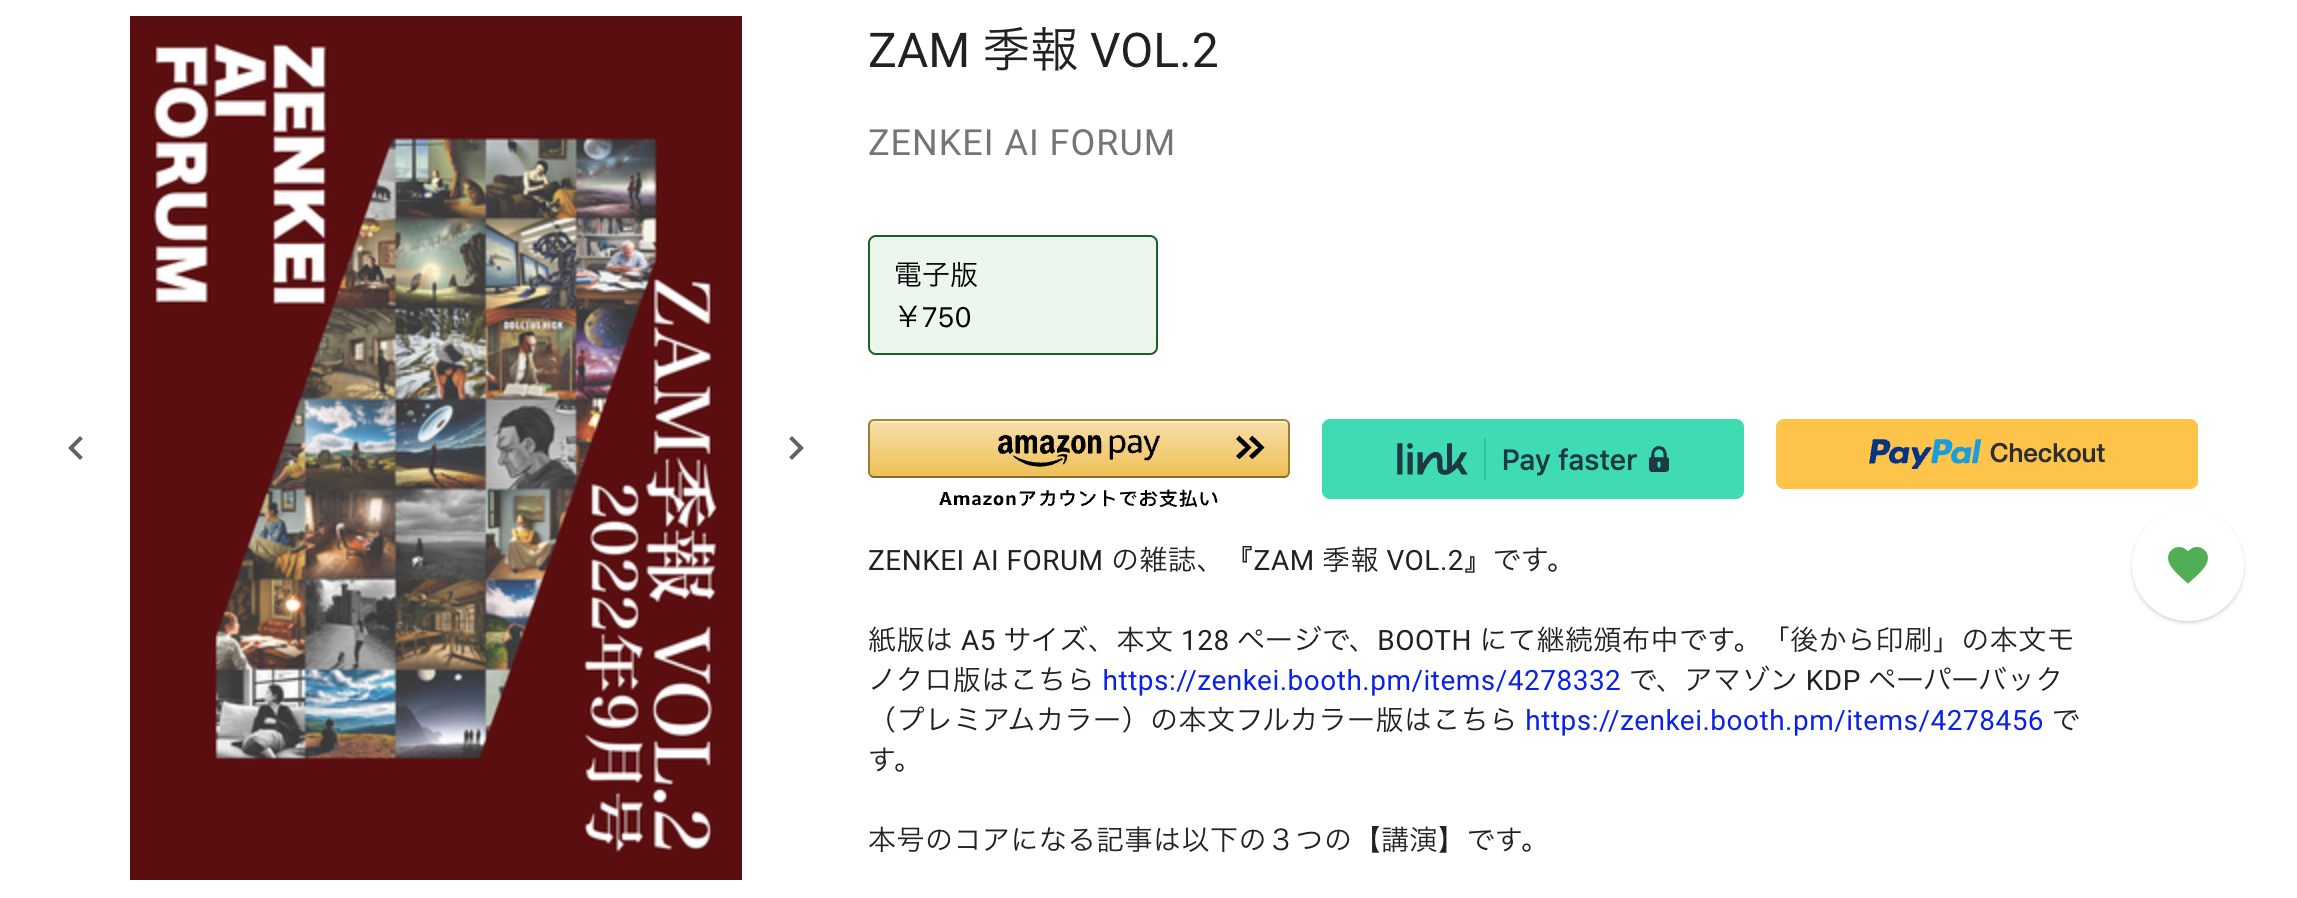 ZENKEI
AI
FORUM
DOLCTUS HECH
ZAM季報 VOL.2
2022年9月号
ZAM 季報 VOL.2
ZENKEI AI FORUM
電子版
￥750
amazon pay
Amazonアカウントでお支払い
link Pay faster
PayPal Checkout
ZENKEI AI FORUM の雑誌、『ZAM 季報 VOL.2』です。
紙版は A5 サイズ、本文 128 ページで、BOOTH にて継続頒布中です。「後から印刷」の本文モ
ノクロ版はこちら https://zenkei.booth.pm/items/4278332 で、アマゾン KDP ペーパーバック
（プレミアムカラー）の本文フルカラー版はこちら https://zenkei.booth.pm/items/4278456 で
す。
本号のコアになる記事は以下の３つの【講演】です。